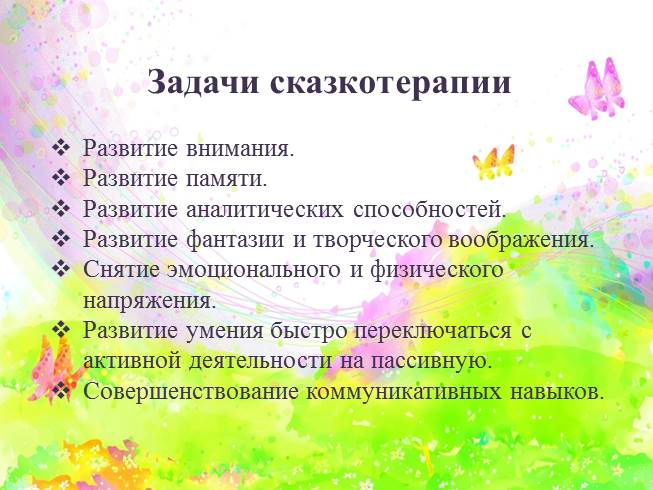 Задачи сказкотерапии
❖ Развитие внимания.
❖ Развитие памяти.
❖ Развитие аналитических способностей.
❖ Развитие фантазии и творческого воображения.
❖ Снятие эмоционального и физического
напряжения.
❖ Развитие умения быстро переключаться с
активной деятельности на пассивную.
❖ Совершенствование коммуникативных навыков.